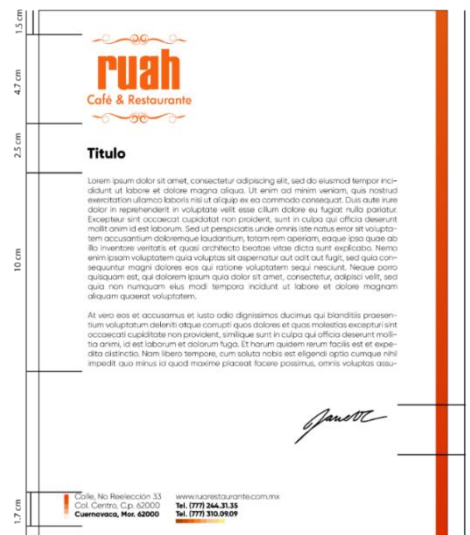 1.5 cm
4.7 cm
2.5 cm
10 cm
1.7 cm
ruah
Café & Restaurante
Titulo
Lorem ipsum dolor sit amet, consectetur adipiscing elit, sed do eiusmod tempor inci-
didunt ut labore et dolore magna aliqua. Ut enim ad minim veniam, quis nostrud
exercitation ullamco laboris nisi ut aliquip ex ea commodo consequat. Duis aute irure
dolor in reprehenderit in voluptate velit esse cillum dolore eu fugiat nulla pariatur.
Excepteur sint occaecat cupidatat non proident, sunt in culpa qui officia deserunt
mollit anim id est laborum. Sed ut perspiciatis unde omnis iste natus error sit volupta-
tem accusantium doloremque laudantium, totam rem aperiam, eaque ipsa quae ab
illo inventore veritatis et quasi architecto beatae vitae dicta sunt explicabo. Nemo
enim ipsam voluptatem quia voluptas sit aspernatur aut odit aut fugit, sed quia con-
sequuntur magni dolores eos qui ratione voluptatem sequi nesciunt. Neque porro
quisquam est, qui dolorem ipsum quia dolor sit amet, consectetur, adipisci velit, sed
quia non numquam eius modi tempora incidunt ut labore et dolore magnam
aliquam quaerat voluptatem.
At vero eos et accusamus et iusto odio dignissimos ducimus qui blanditiis praesen-
tium voluptatum deleniti atque corrupti quos dolores et quas molestias excepturi sint
occaecati cupiditate non provident, similique sunt in culpa qui officia deserunt molli-
tia animi, id est laborum et dolorum fuga. Et harum quidem rerum facilis est et expe-
dita distinctio. Nam libero tempore, cum soluta nobis est eligendi optio cumque nihil
impedit quo minus id quod maxime placeat facere possimus, omnis voluptas assu-
Calle, No Reelección 33
Col. Centro, C.p. 62000
Cuernavaca, Mor. 62000
www.ruarestaurante.com.mx
Tel. (777) 244.31.35
Tel. (777) 310.09.09